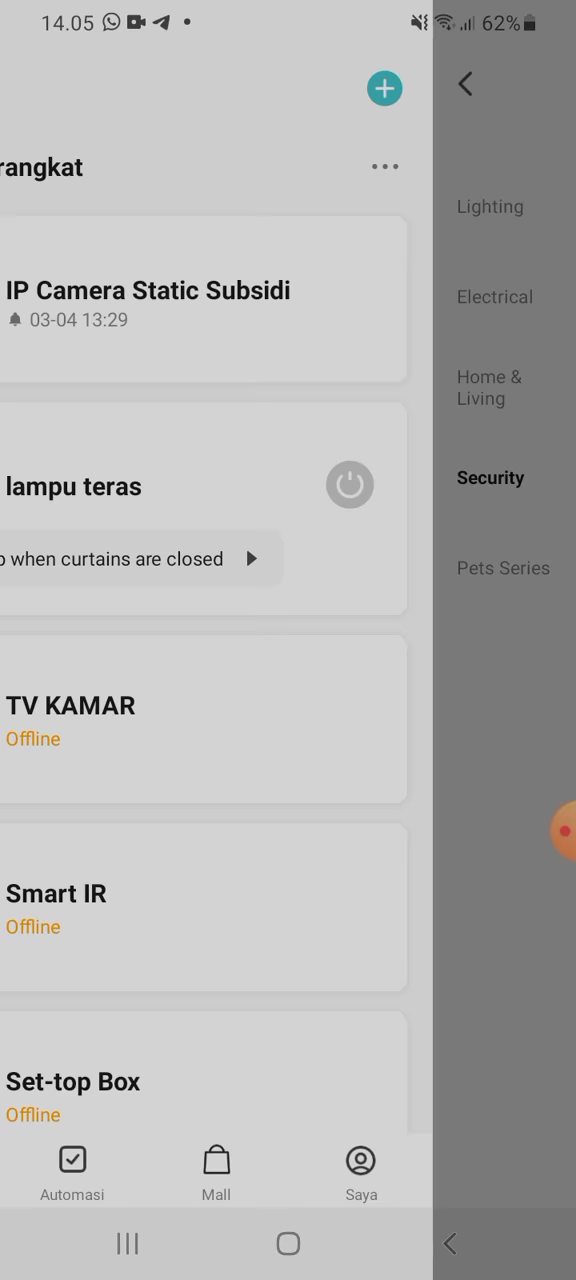 14.05
62%
rangkat
IP Camera Static Subsidi
03-04 13:29
lampu teras
when curtains are closed
TV KAMAR
Offline
Smart IR
Offline
Set-top Box
Offline
Automasi
Mall
Saya
Lighting
Electrical
Home &
Living
Security
Pets Series